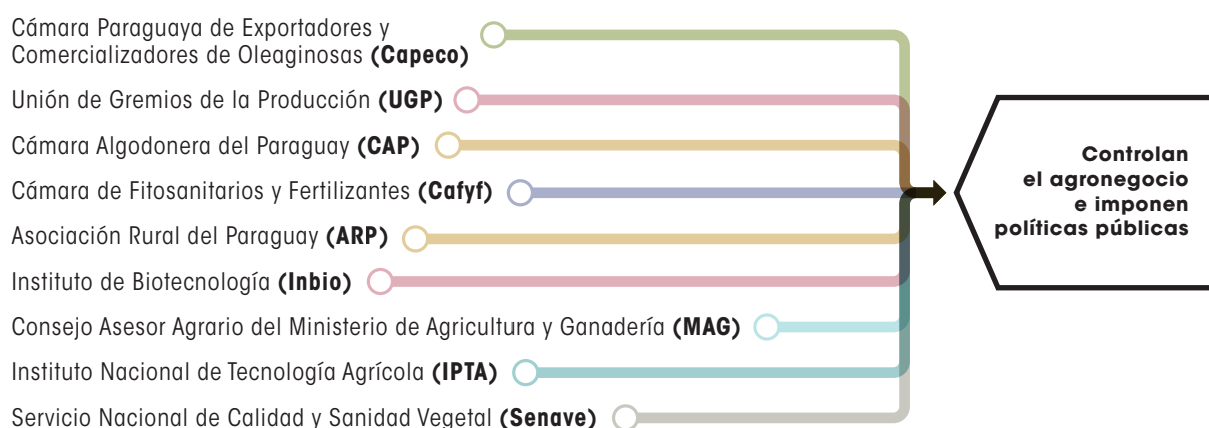 Cámara Paraguaya de Exportadores y
Comercializadores de Oleaginosas (Capeco)
Unión de Gremios de la Producción (UGP)
Cámara Algodonera del Paraguay (CAP)
Cámara de Fitosanitarios y Fertilizantes (Cafyf)
Asociación Rural del Paraguay (ARP)
Instituto de Biotecnología (Inbio)
Consejo Asesor Agrario del Ministerio de Agricultura y Ganadería (MAG)
Instituto Nacional de Tecnología Agrícola (IPTA)
Servicio Nacional de Calidad y Sanidad Vegetal (Senave)
Controlan
el agronegocio
e imponen
políticas públicas